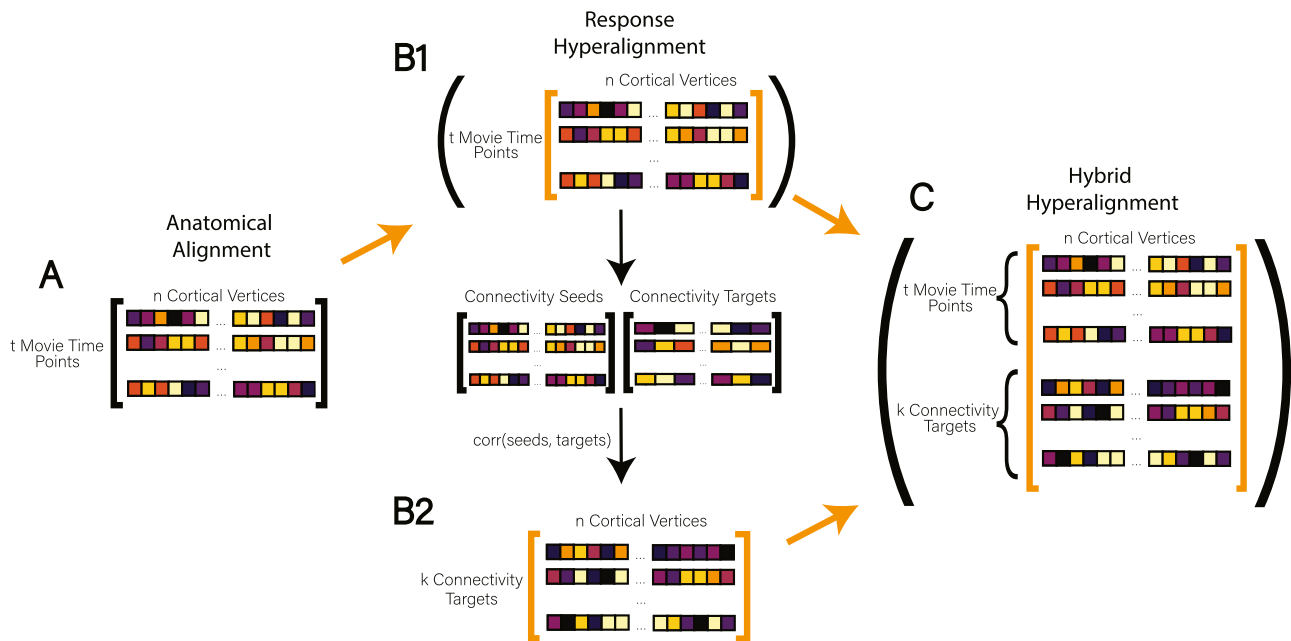 Response
Hyperalignment
B1
n Cortical Vertices
...
t Movie Time
Points
...
...
...
Anatomical
Alignment
A
n Cortical Vertices
...
t Movie Time
Points
...
...
...
Connectivity Seeds
...
...
...
...
Connectivity Targets
...
...
...
...
corr(seeds, targets)
B2
n Cortical Vertices
...
k Connectivity
Targets
...
...
...
C
Hybrid
Hyperalignment
n Cortical Vertices
t Movie Time
Points
...
...
...
...
k Connectivity
Targets
...
...
...
...